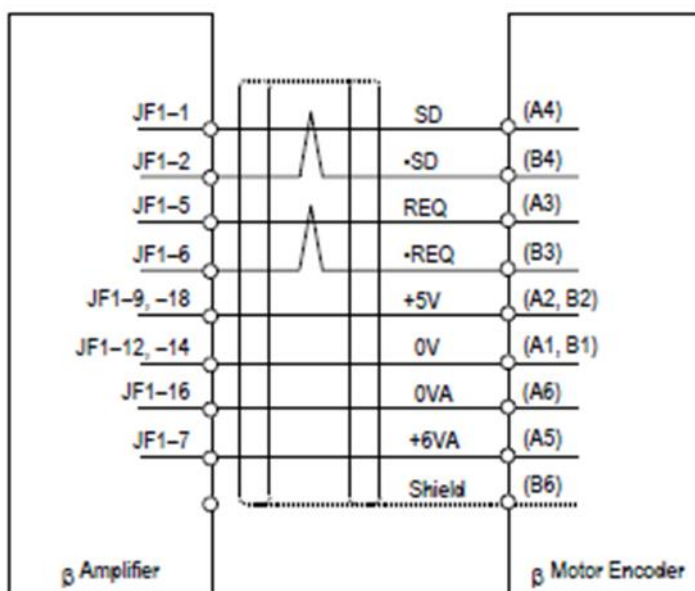 JF1–1 SD (A4)
JF1–2 •SD (B4)
JF1–5 REQ (A3)
JF1–6 •REQ (B3)
JF1–9, –18 +5V (A2, B2)
JF1–12, –14 0V (A1, B1)
JF1–16 0VA (A6)
JF1–7 +6VA (A5)
Shield (B6)
β Amplifier β Motor Encoder